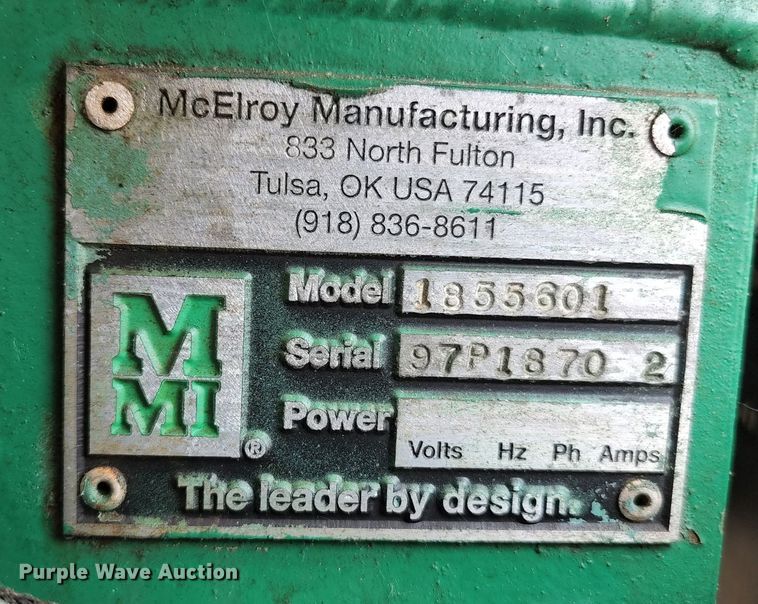 McElroy Manufacturing, Inc.
833 North Fulton
Tulsa, OK USA 74115
(918) 836-8611
M
MI
®
Model 1855601
Serial 97P1870 2
Power
Volts Hz Ph Amps
The leader by design.
Purple Wave Auction